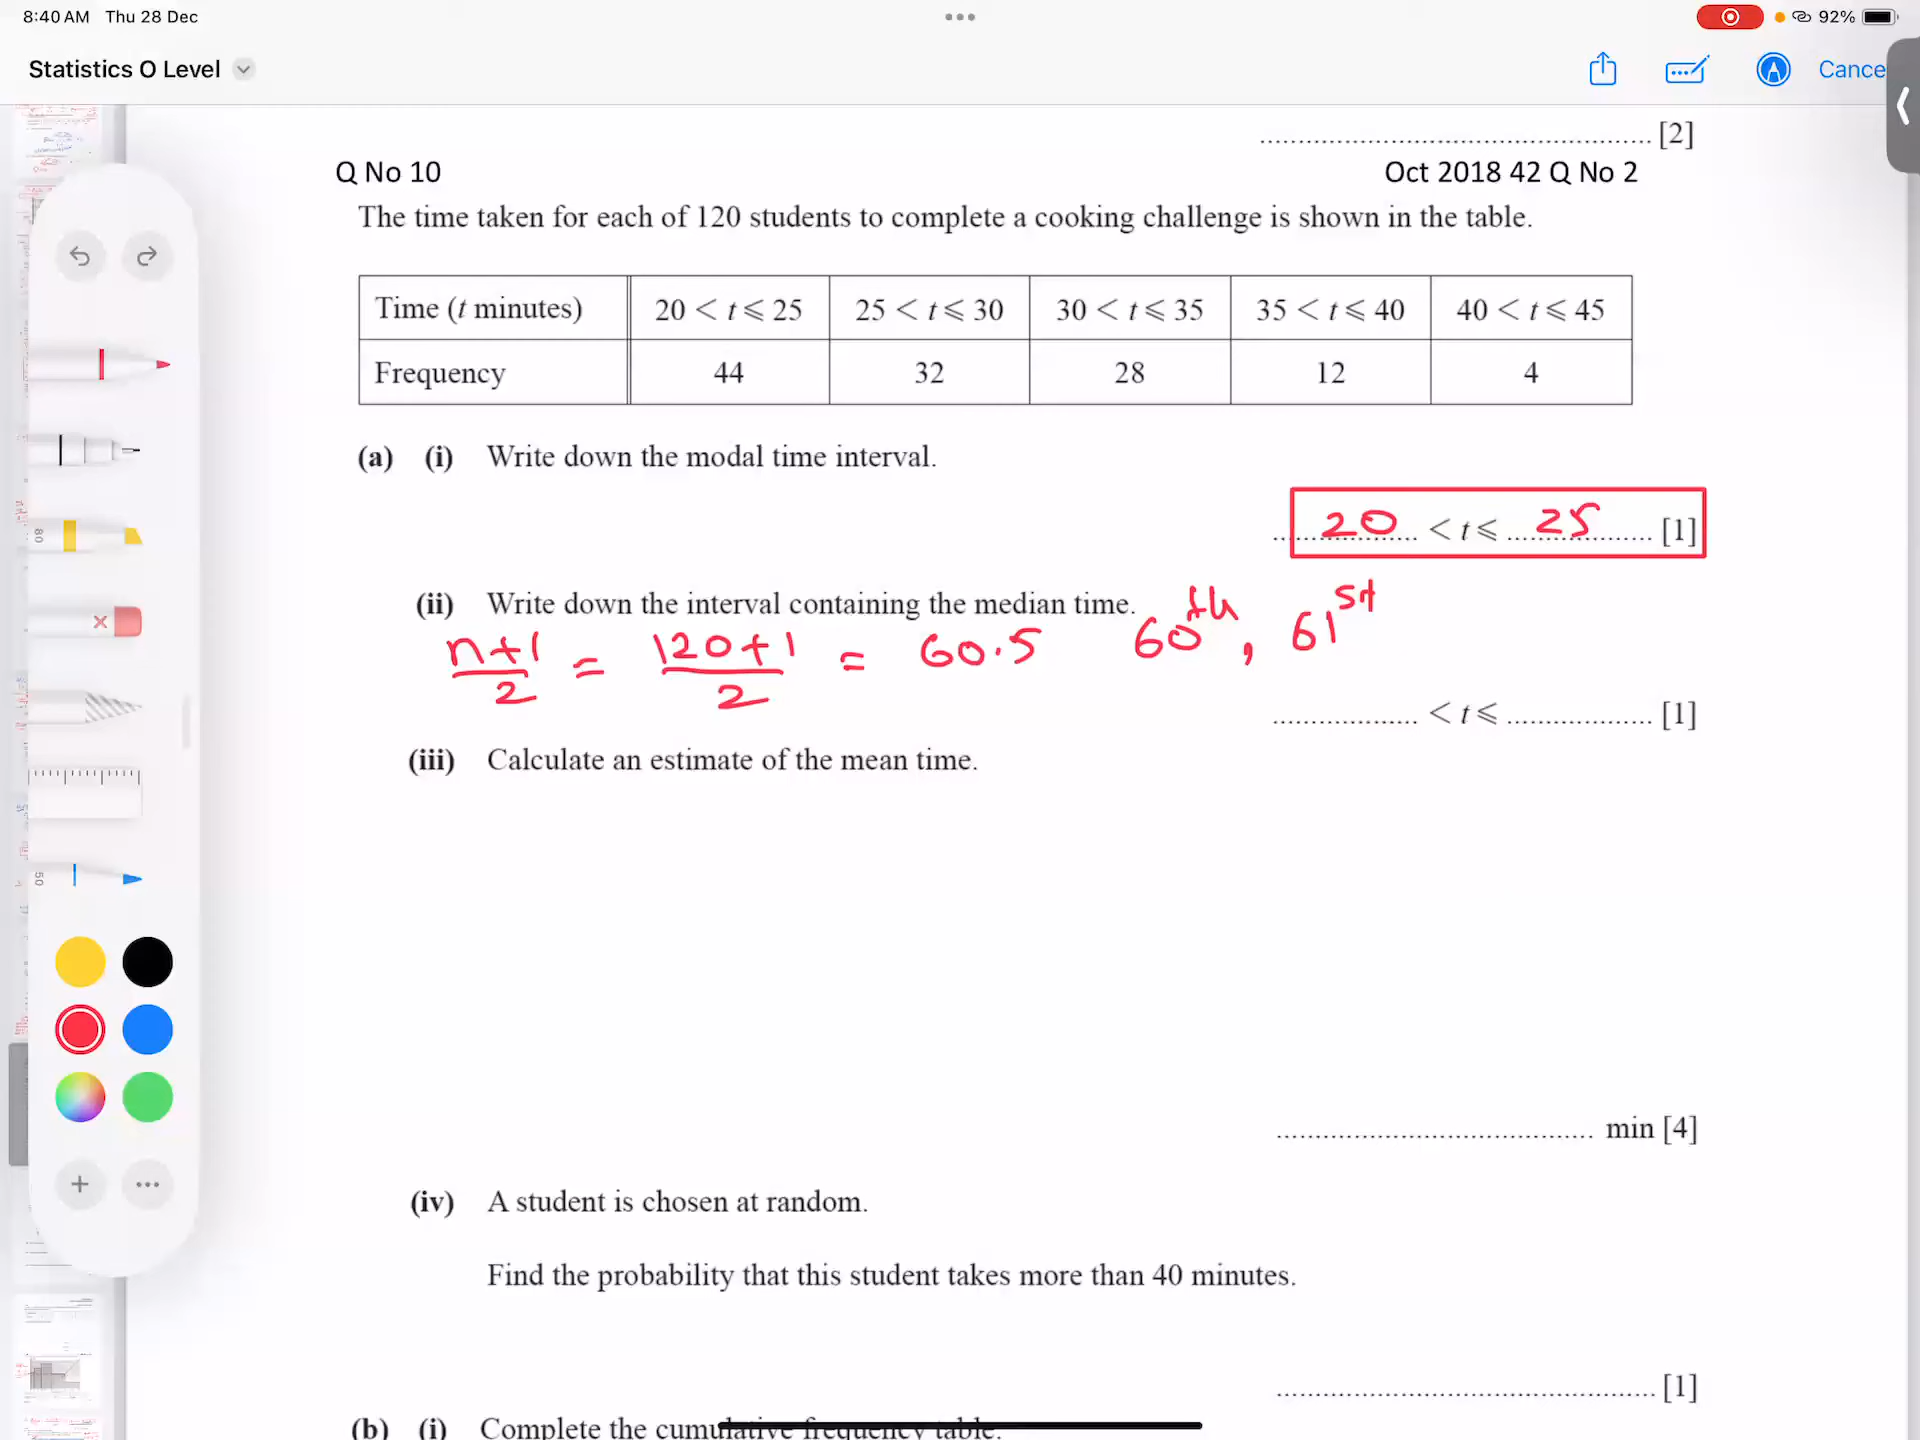 8:40 AM Thu 28 Dec
92%
Statistics O Level
Cance
[2]
Q No 10
Oct 2018 42 Q No 2
The time taken for each of 120 students to complete a cooking challenge is shown in the table.
Time (t minutes) 20 < t ⩽ 25 25 < t ⩽ 30 30 < t ⩽ 35 35 < t ⩽ 40 40 < t ⩽ 45
Frequency 44 32 28 12 4
(a) (i) Write down the modal time interval.
20 < t ⩽ 25 [1]
(ii) Write down the interval containing the median time.
n+1/2 = 120+1/2 = 60.5 60th, 61st
.................. < t ⩽ .................. [1]
(iii) Calculate an estimate of the mean time.
........................................ min [4]
(iv) A student is chosen at random.
Find the probability that this student takes more than 40 minutes.
................................................ [1]
(b) (i) Complete the cumulative frequency table.
80
50